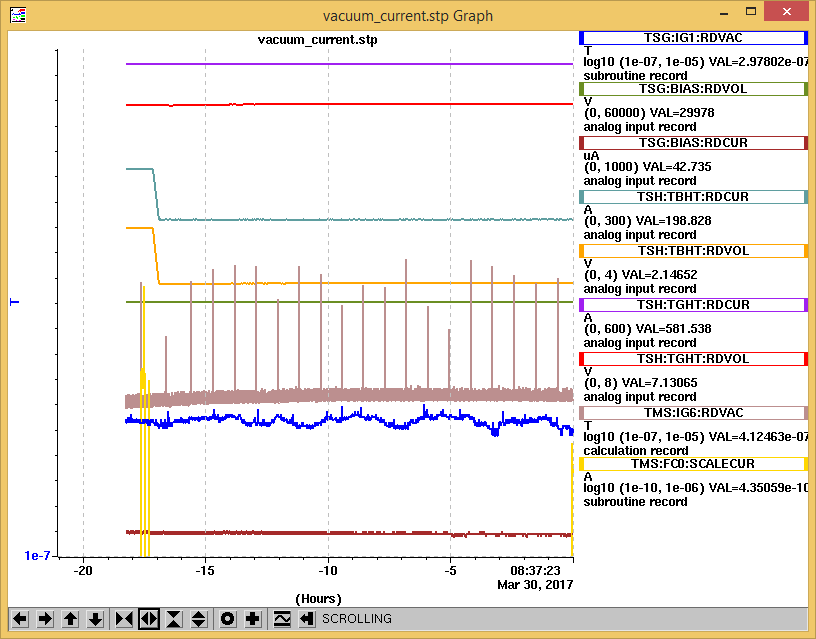 vacuum_current.stp Graph
vacuum_current.stp
T
1e-7
-20
-15
-10
-5
08:37:23
Mar 30, 2017
(Hours)
TSG:IG1:RDVAC
T
log10 (1e-07, 1e-05) VAL=2.97802e-07
subroutine record
TSG:BIAS:RDVOL
V
(0, 60000) VAL=29978
analog input record
TSG:BIAS:RDCUR
uA
(0, 1000) VAL=42.735
analog input record
TSH:TBHT:RDCUR
A
(0, 300) VAL=198.828
analog input record
TSH:TBHT:RDVOL
V
(0, 4) VAL=2.14652
analog input record
TSH:TGHT:RDCUR
A
(0, 600) VAL=581.538
analog input record
TSH:TGHT:RDVOL
V
(0, 8) VAL=7.13065
analog input record
TMS:IG6:RDVAC
T
log10 (1e-07, 1e-05) VAL=4.12463e-07
calculation record
TMS:FC0:SCALECUR
A
log10 (1e-10, 1e-06) VAL=4.35059e-10
subroutine record
SCROLLING